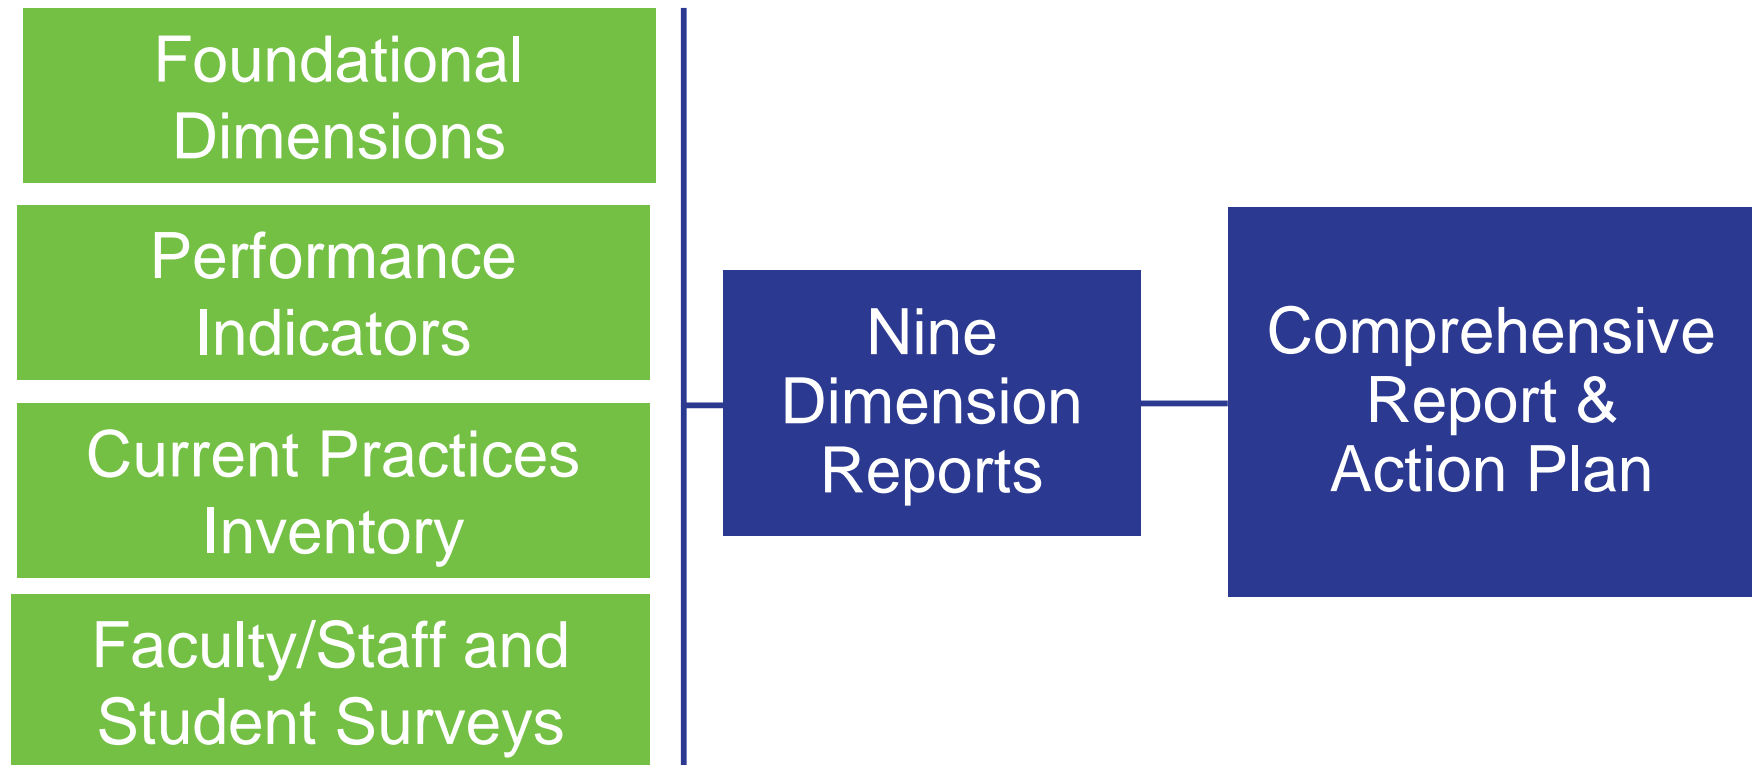 Foundational
Dimensions
Performance
Indicators
Current Practices
Inventory
Faculty/Staff and
Student Surveys
Nine
Dimension
Reports
Comprehensive
Report &
Action Plan